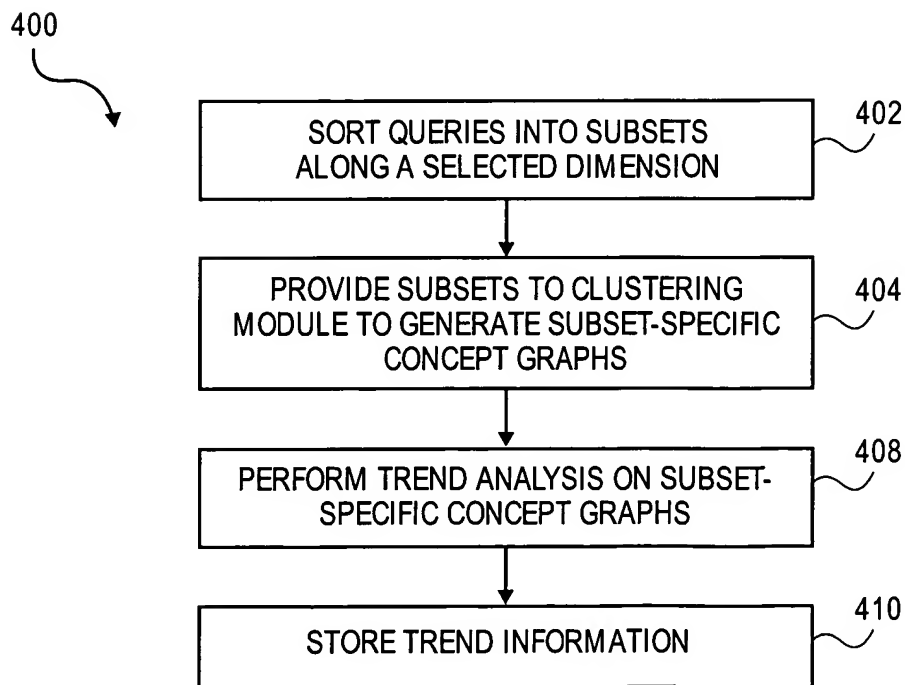 400
SORT QUERIES INTO SUBSETS
ALONG A SELECTED DIMENSION
402
PROVIDE SUBSETS TO CLUSTERING
MODULE TO GENERATE SUBSET-SPECIFIC
CONCEPT GRAPHS
404
PERFORM TREND ANALYSIS ON SUBSET-
SPECIFIC CONCEPT GRAPHS
408
STORE TREND INFORMATION
410